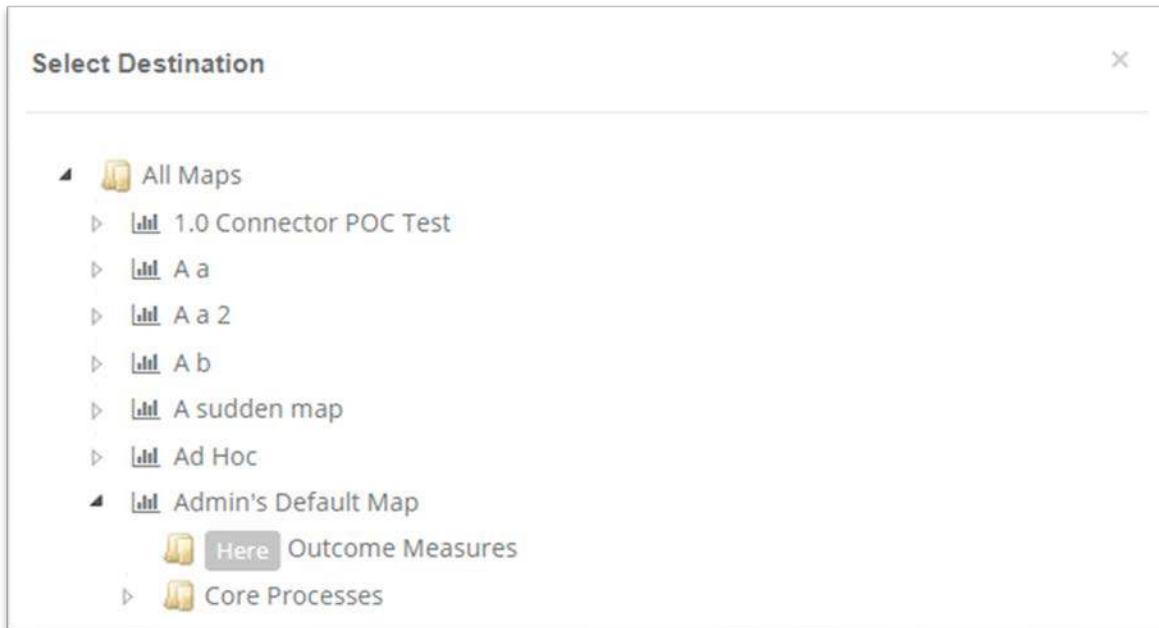 Select Destination
All Maps
1.0 Connector POC Test
A a
A a 2
A b
A sudden map
Ad Hoc
Admin's Default Map
Here Outcome Measures
Core Processes